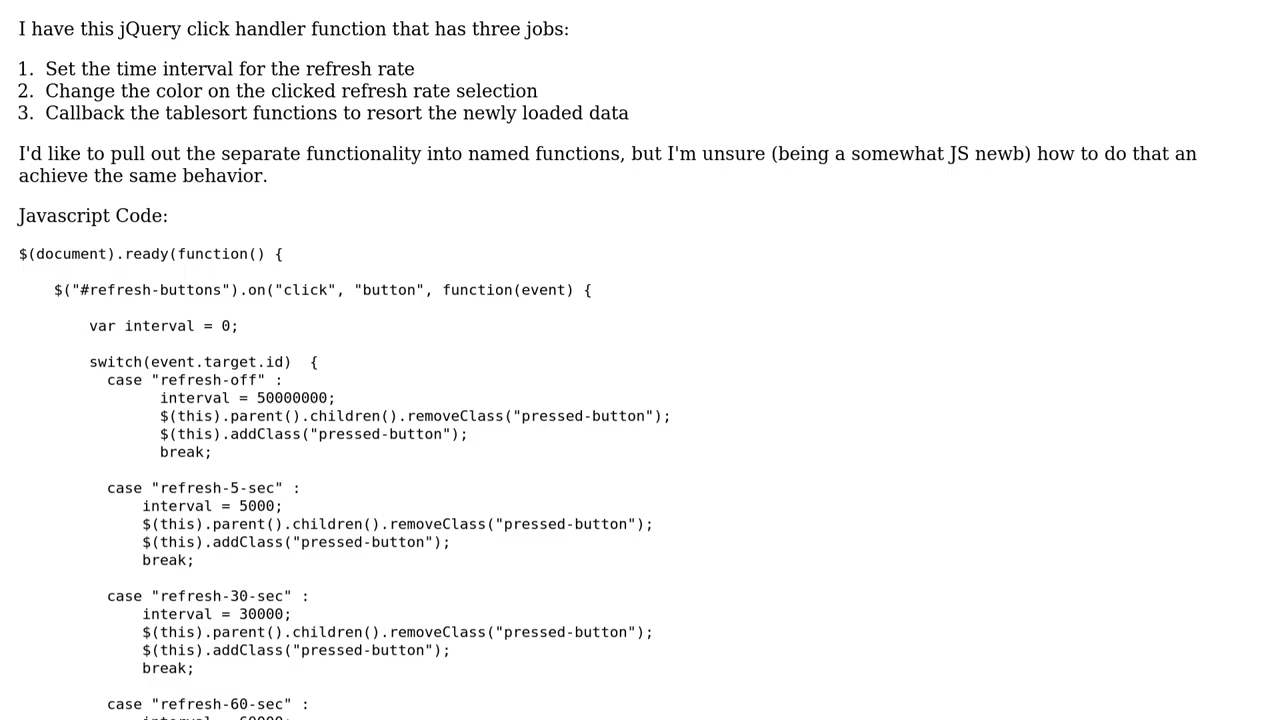 I have this jQuery click handler function that has three jobs:
1. Set the time interval for the refresh rate
2. Change the color on the clicked refresh rate selection
3. Callback the tablesort functions to resort the newly loaded data
I'd like to pull out the separate functionality into named functions, but I'm unsure (being a somewhat JS newb) how to do that an
achieve the same behavior.
Javascript Code:
$(document).ready(function() {
    $("#refresh-buttons").on("click", "button", function(event) {
        var interval = 0;
        switch(event.target.id)  {
          case "refresh-off" :
                interval = 50000000;
                $(this).parent().children().removeClass("pressed-button");
                $(this).addClass("pressed-button");
                break;
          case "refresh-5-sec" :
              interval = 5000;
              $(this).parent().children().removeClass("pressed-button");
              $(this).addClass("pressed-button");
              break;
          case "refresh-30-sec" :
              interval = 30000;
              $(this).parent().children().removeClass("pressed-button");
              $(this).addClass("pressed-button");
              break;
          case "refresh-60-sec" :
              interval = 60000;